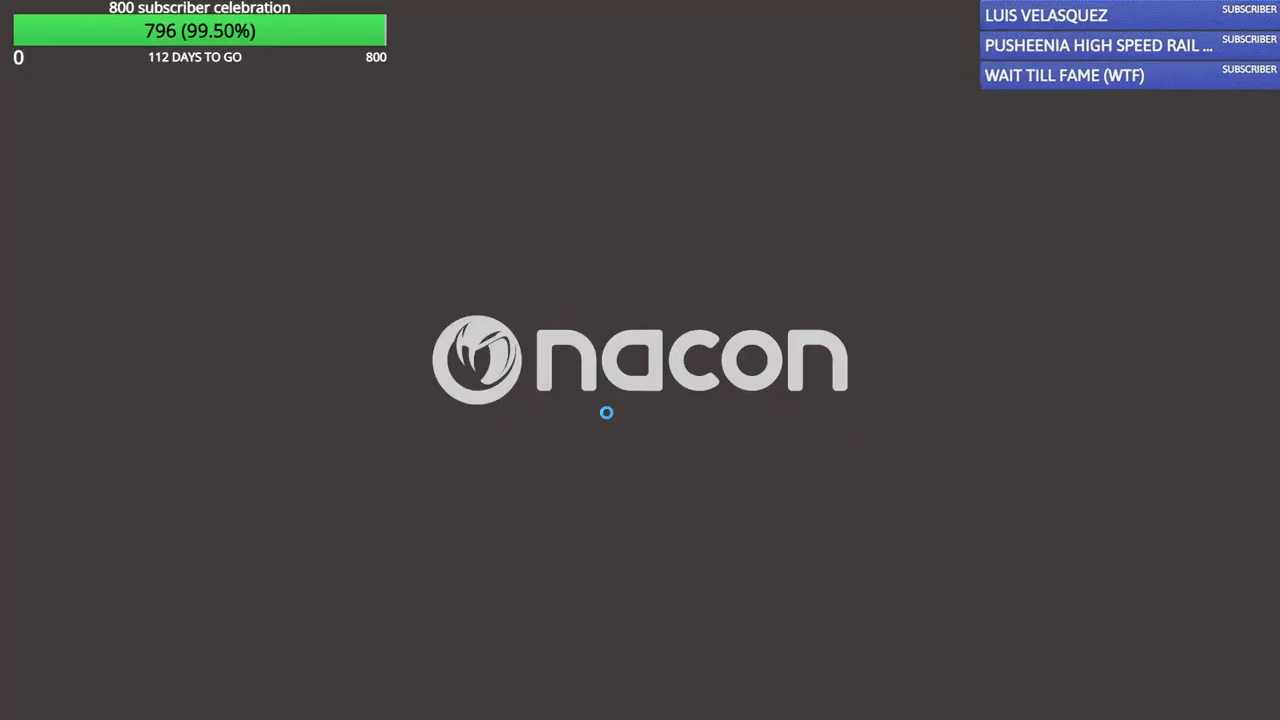 800 subscriber celebration
796 (99.50%)
0
112 DAYS TO GO
800
LUIS VELASQUEZ
SUBSCRIBER
PUSHEENIA HIGH SPEED RAIL ...
SUBSCRIBER
WAIT TILL FAME (WTF)
SUBSCRIBER
nacon